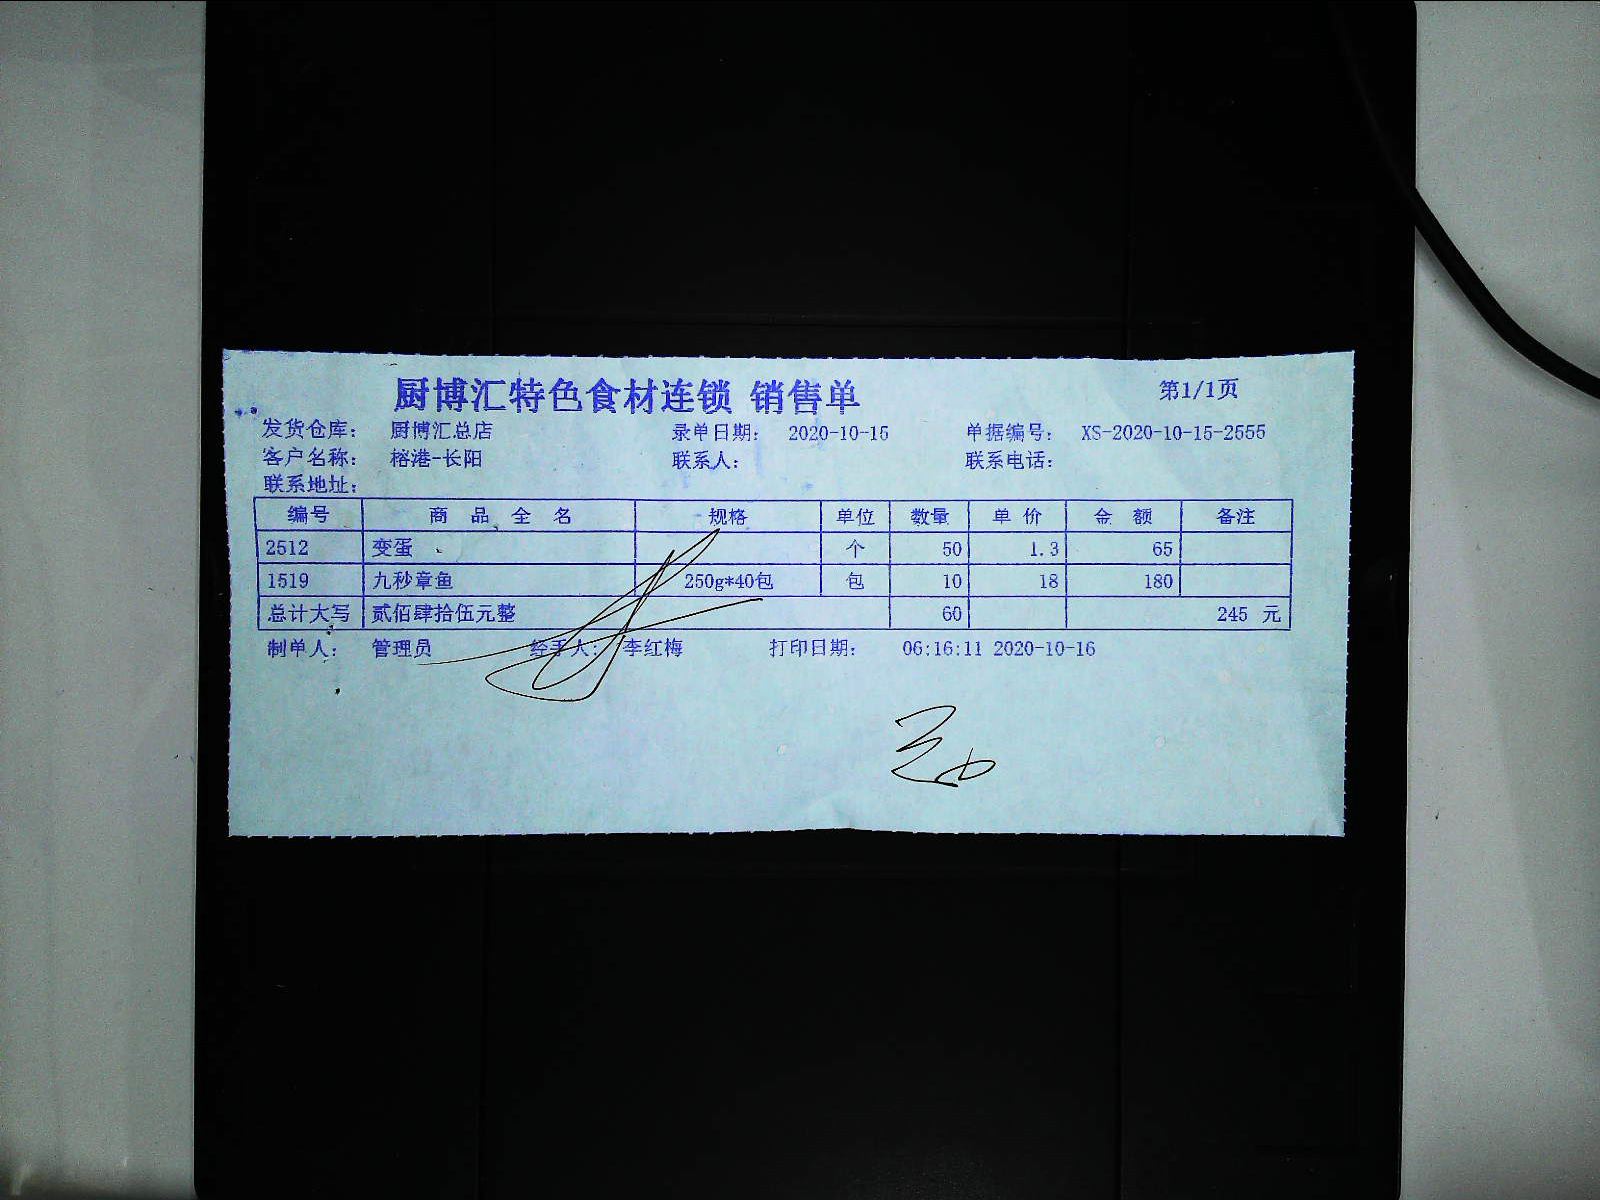 厨博汇特色食材连锁 销售单 第1/1页
发货仓库： 厨博汇总店 录单日期： 2020-10-15 单据编号： XS-2020-10-15-2555
客户名称： 榕港-长阳 联系人： 联系电话：
联系地址：
编号 商品全名 规格 单位 数量 单价 金额 备注
2512 变蛋 个 50 1.3 65
1519 九秒章鱼 250g*40包 包 10 18 180
总计大写 贰佰肆拾伍元整 60 245 元
制单人： 管理员 经手人： 李红梅 打印日期： 06:16:11 2020-10-16